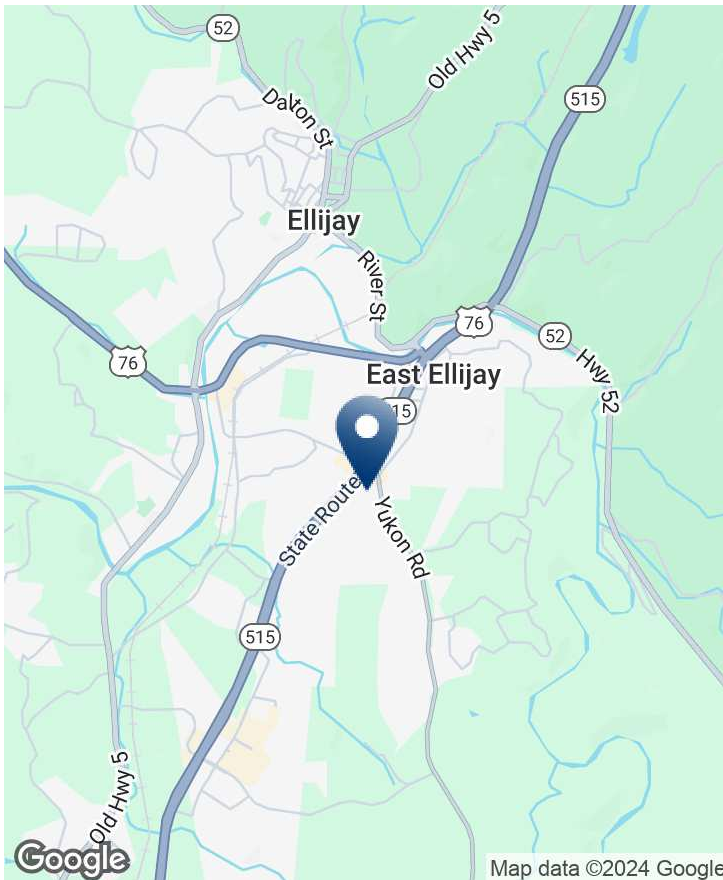 52
Old Hwy 5
515
Dalton St
Ellijay
River St
76
52
76
Hwy 52
East Ellijay
State Route
Yukon Rd
515
Old Hwy 5
Google
Map data ©2024 Google